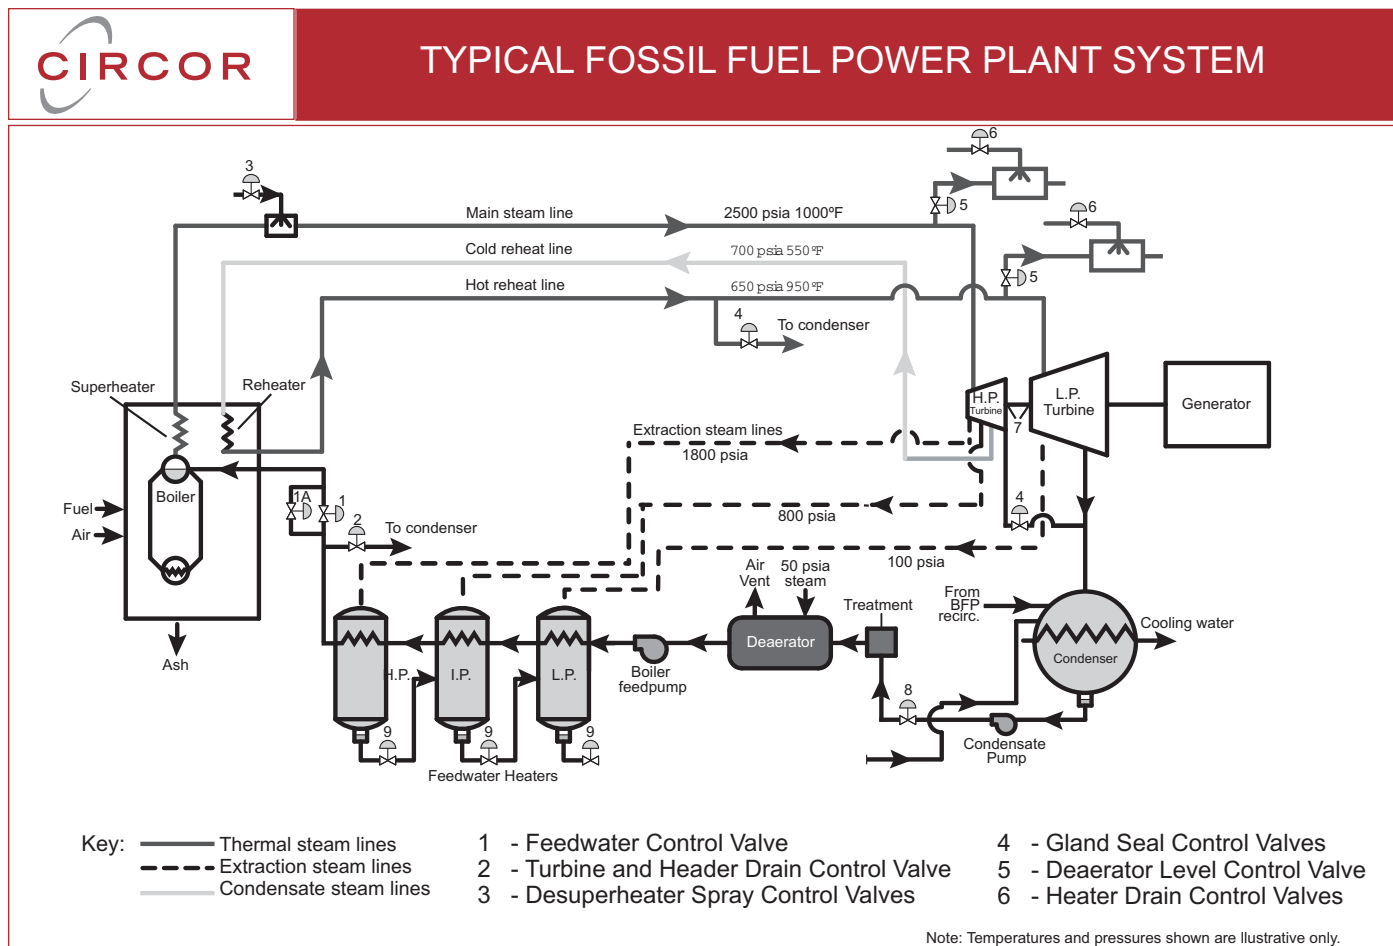 CIRCOR
TYPICAL FOSSIL FUEL POWER PLANT SYSTEM
6
3
5
6
Main steam line
2500 psia 1000ºF
Cold reheat line
700 psia 550ºF
5
Hot reheat line
650 psia 950ºF
4
To condenser
Superheater
Reheater
H.P.
Turbine
L.P.
Turbine
Generator
7
Extraction steam lines
1800 psia
Boiler
1A
1
Fuel
Air
2
To condenser
800 psia
4
100 psia
Air
Vent
50 psia
steam
Treatment
From
BFP
recirc.
Cooling water
Deaerator
Condenser
Ash
H.P.
I.P.
L.P.
Boiler
feedpump
8
Condensate
Pump
9
9
9
Feedwater Heaters
Key:
Thermal steam lines
Extraction steam lines
Condensate steam lines
1 - Feedwater Control Valve
2 - Turbine and Header Drain Control Valve
3 - Desuperheater Spray Control Valves
4 - Gland Seal Control Valves
5 - Deaerator Level Control Valve
6 - Heater Drain Control Valves
Note: Temperatures and pressures shown are llustrative only.